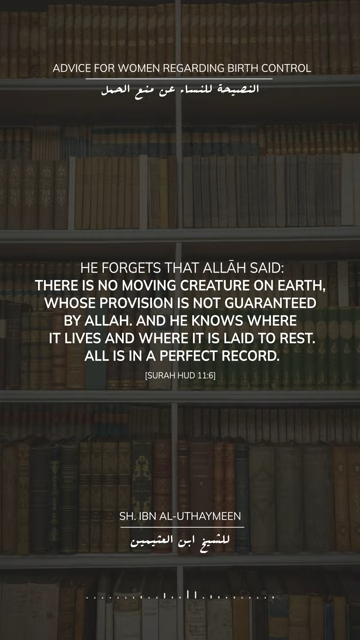 ADVICE FOR WOMEN REGARDING BIRTH CONTROL
النصيحة للنساء عن منع الحمل
HE FORGETS THAT ALLĀH SAID:
THERE IS NO MOVING CREATURE ON EARTH,
WHOSE PROVISION IS NOT GUARANTEED
BY ALLAH. AND HE KNOWS WHERE
IT LIVES AND WHERE IT IS LAID TO REST.
ALL IS IN A PERFECT RECORD.
[SURAH HUD 11:6]
SH. IBN AL-UTHAYMEEN
للشيخ ابن العثيمين